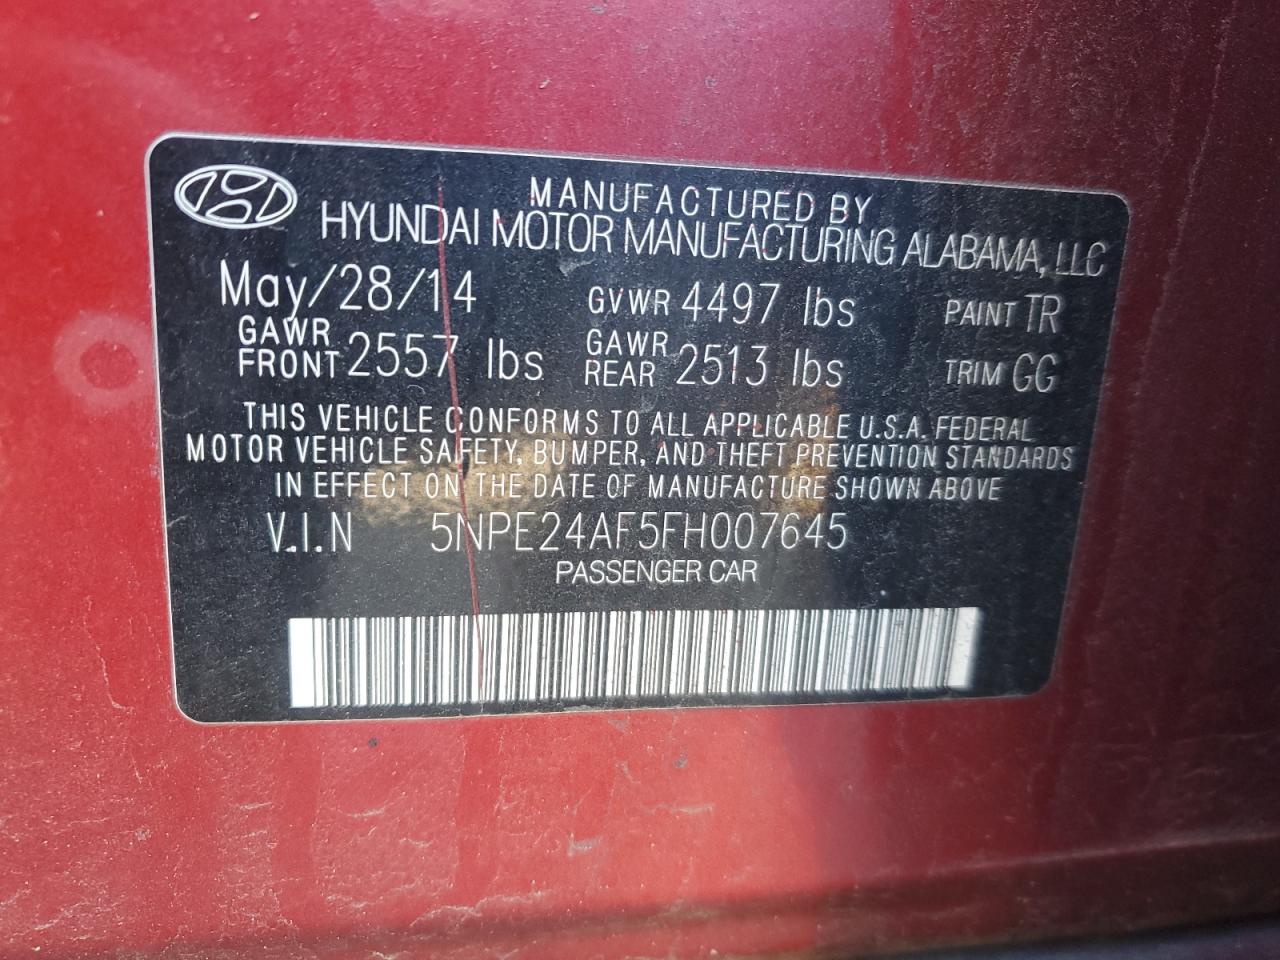 MANUFACTURED BY
HYUNDAI MOTOR MANUFACTURING ALABAMA, LLC
May/28/14 GVWR 4497 lbs PAINT TR
GAWR FRONT 2557 lbs GAWR REAR 2513 lbs TRIM GG
THIS VEHICLE CONFORMS TO ALL APPLICABLE U.S.A. FEDERAL
MOTOR VEHICLE SAFETY, BUMPER, AND THEFT PREVENTION STANDARDS
IN EFFECT ON THE DATE OF MANUFACTURE SHOWN ABOVE
V.I.N 5NPE24AF5FH007645
PASSENGER CAR